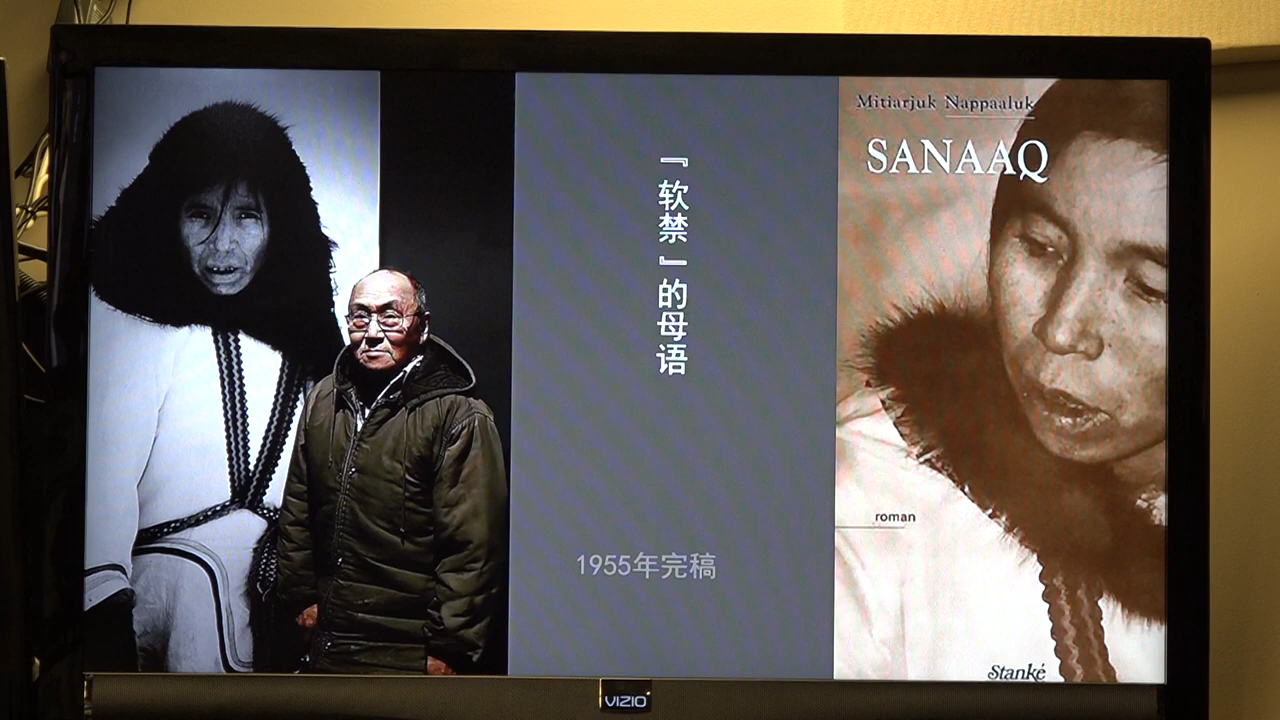 『软禁』的母语
1955年完稿
Mitiarjuk Nappaaluk
SANAAQ
roman
Stanké
VIZIO